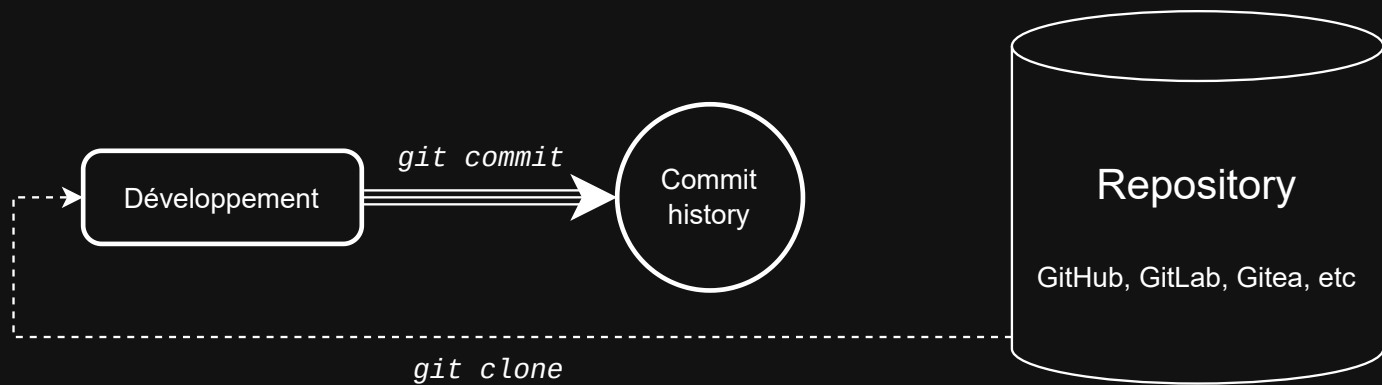 git commit
Développement
Commit
history
Repository
GitHub, GitLab, Gitea, etc
git clone